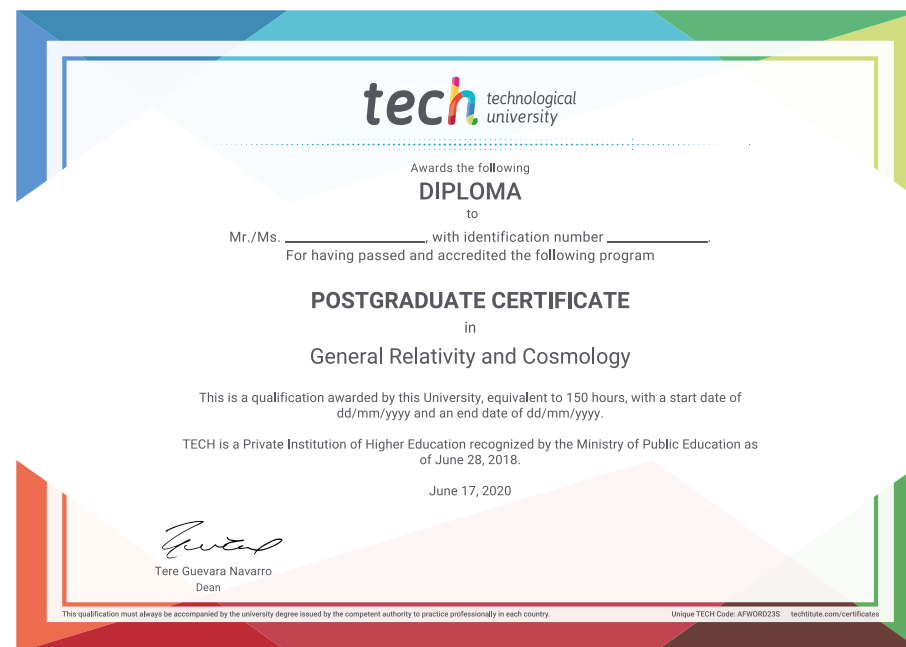 tech technological
university
Awards the following
DIPLOMA
to
Mr./Ms. ____________________, with identification number ______________.
For having passed and accredited the following program
POSTGRADUATE CERTIFICATE
in
General Relativity and Cosmology
This is a qualification awarded by this University, equivalent to 150 hours, with a start date of
dd/mm/yyyy and an end date of dd/mm/yyyy.
TECH is a Private Institution of Higher Education recognized by the Ministry of Public Education as
of June 28, 2018.
June 17, 2020
Tere Guevara Navarro
Dean
This qualification must always be accompanied by the university degree issued by the competent authority to practice professionally in each country. Unique TECH Code: AFWORD23S techtitute.com/certificates